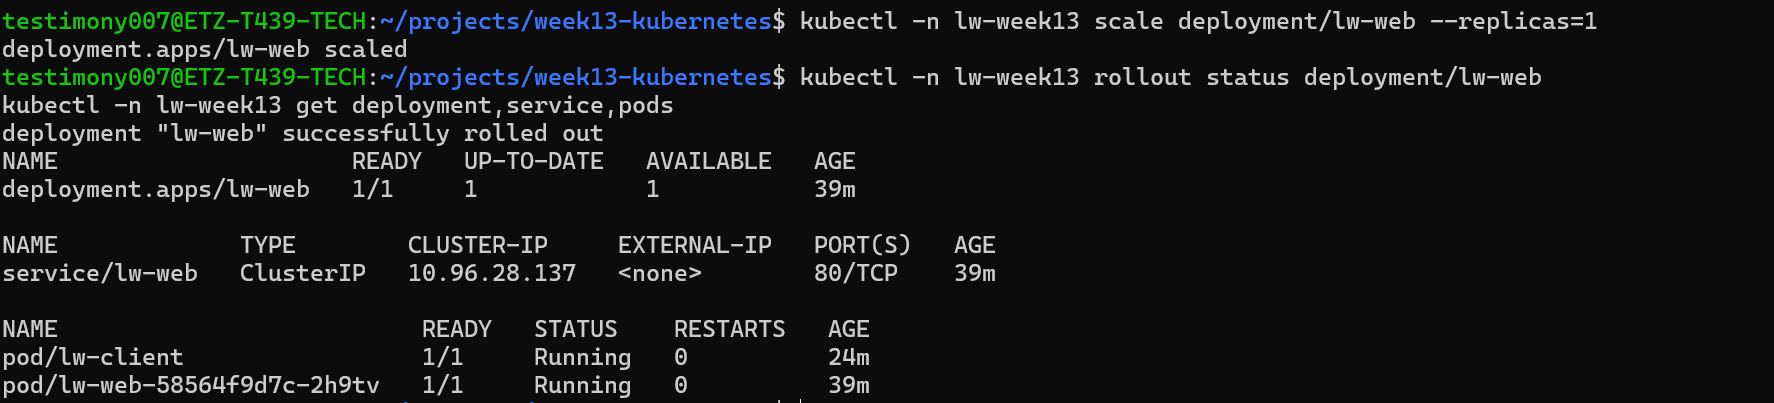 testimony007@ETZ-T439-TECH:~/projects/week13-kubernetes$ kubectl -n lw-week13 scale deployment/lw-web --replicas=1
deployment.apps/lw-web scaled
testimony007@ETZ-T439-TECH:~/projects/week13-kubernetes$ kubectl -n lw-week13 rollout status deployment/lw-web
kubectl -n lw-week13 get deployment,service,pods
deployment "lw-web" successfully rolled out
NAME                     READY   UP-TO-DATE   AVAILABLE   AGE
deployment.apps/lw-web   1/1     1            1           39m

NAME             TYPE        CLUSTER-IP     EXTERNAL-IP   PORT(S)   AGE
service/lw-web   ClusterIP   10.96.28.137   <none>        80/TCP    39m

NAME                          READY   STATUS    RESTARTS   AGE
pod/lw-client                 1/1     Running   0          24m
pod/lw-web-58564f9d7c-2h9tv   1/1     Running   0          39m